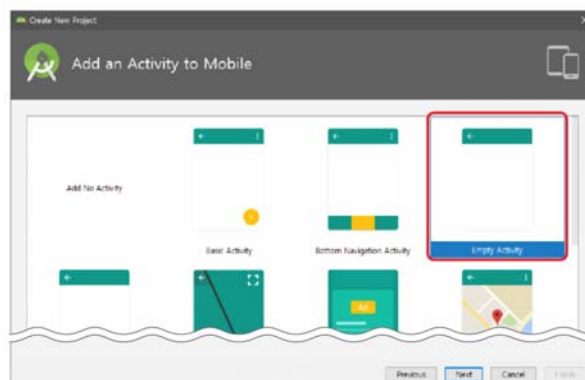 Create New Project
Add an Activity to Mobile
Add No Activity
Basic Activity
Bottom Navigation Activity
Empty Activity
Ad
Previous
Next
Cancel
Finish